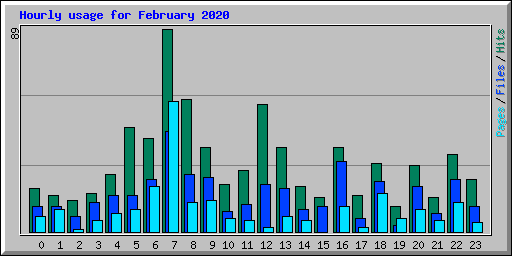 Hourly usage for February 2020
89
Pages / Files / Hits
0 1 2 3 4 5 6 7 8 9 10 11 12 13 14 15 16 17 18 19 20 21 22 23